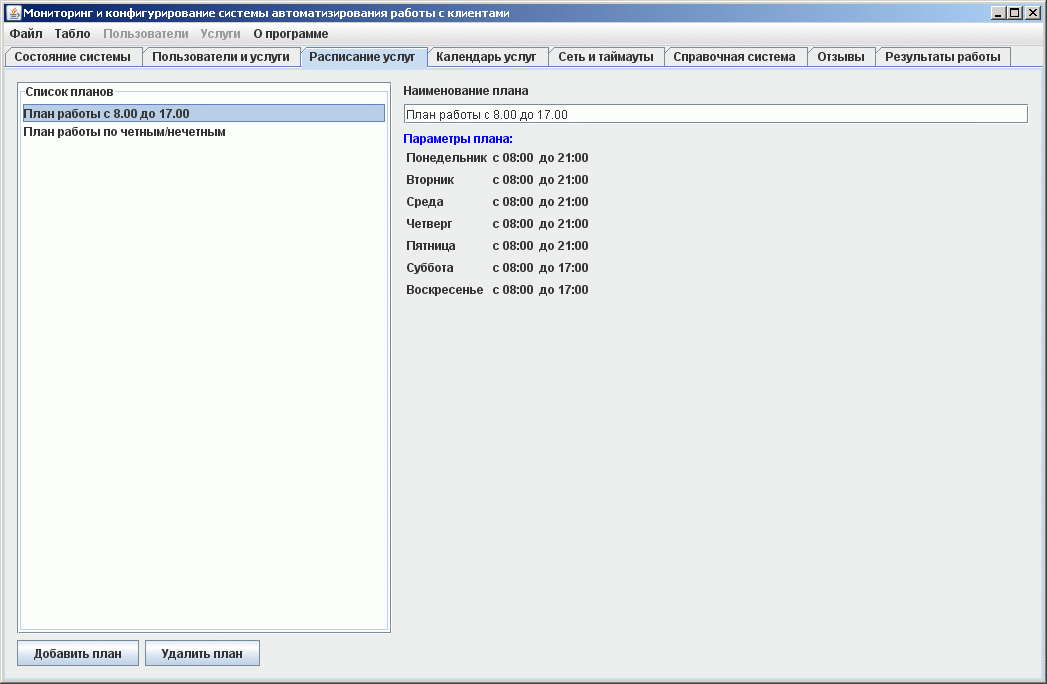 Мониторинг и конфигурирование системы автоматизирования работы с клиентами
Файл Табло Пользователи Услуги О программе
Состояние системы Пользователи и услуги Расписание услуг Календарь услуг Сеть и таймауты Справочная система Отзывы Результаты работы
Список планов
План работы с 8.00 до 17.00
План работы по четным/нечетным
Наименование плана
План работы с 8.00 до 17.00
Параметры плана:
Понедельник с 08:00 до 21:00
Вторник с 08:00 до 21:00
Среда с 08:00 до 21:00
Четверг с 08:00 до 21:00
Пятница с 08:00 до 21:00
Суббота с 08:00 до 17:00
Воскресенье с 08:00 до 17:00
Добавить план Удалить план